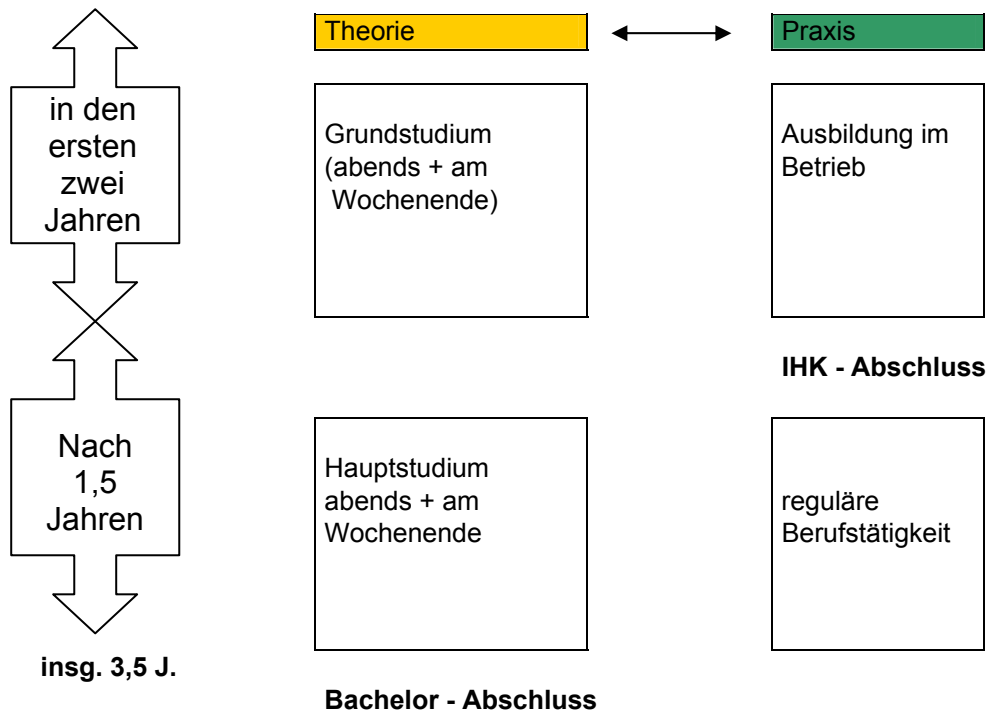 Theorie
Praxis
in den
ersten
zwei
Jahren
Grundstudium
(abends + am
Wochenende)
Ausbildung im
Betrieb
IHK - Abschluss
Nach
1,5
Jahren
Hauptstudium
abends + am
Wochenende
reguläre
Berufstätigkeit
insg. 3,5 J.
Bachelor - Abschluss